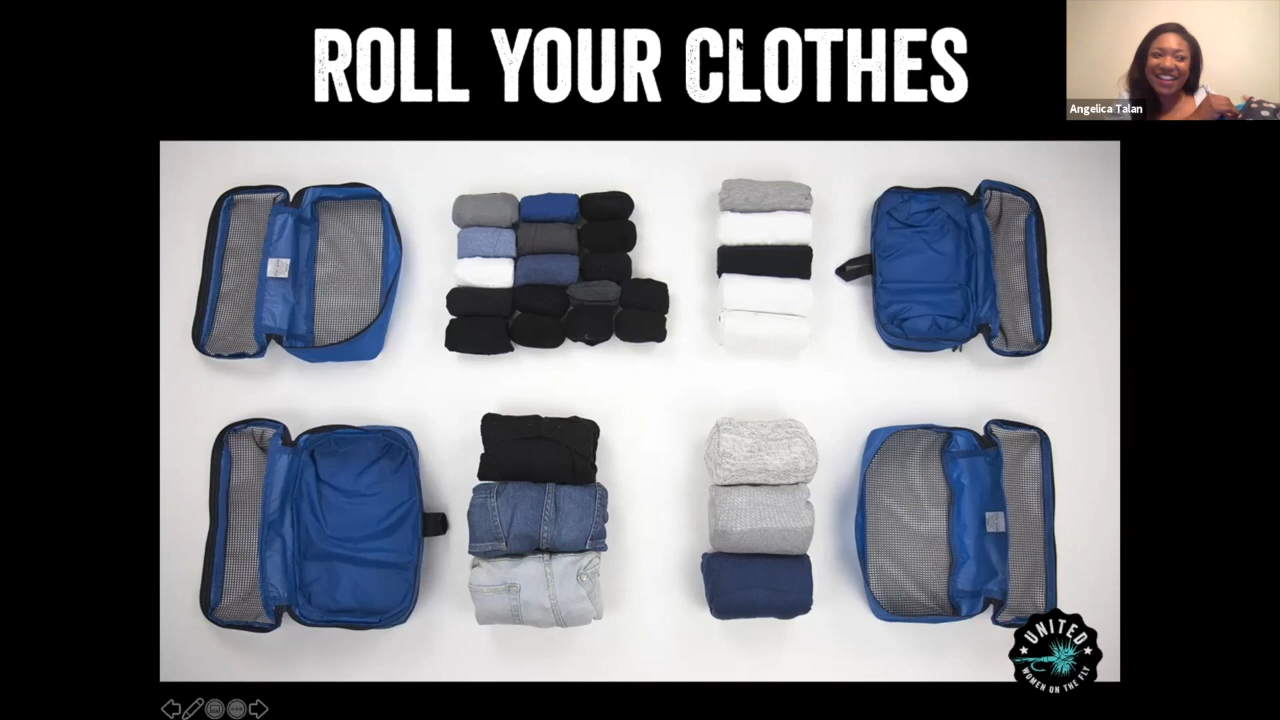 ROLL YOUR CLOTHES
Angelica Talan
UNITED
WOMEN ON THE FLY